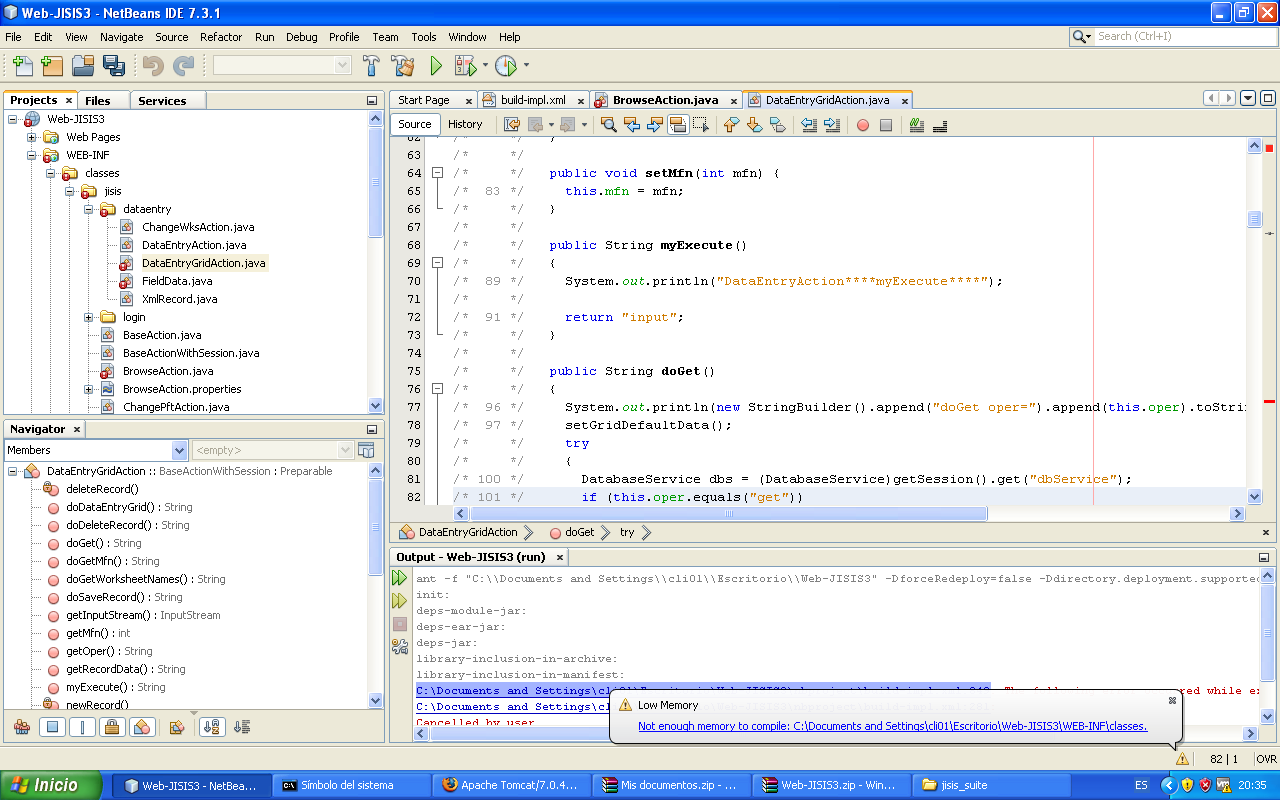 Web-JISIS3 - NetBeans IDE 7.3.1
File Edit View Navigate Source Refactor Run Debug Profile Team Tools Window Help
Search (Ctrl+I)
Projects Files Services
Web-JISIS3
Web Pages
WEB-INF
classes
jisis
dataentry
ChangeWksAction.java
DataEntryAction.java
DataEntryGridAction.java
FieldData.java
XmlRecord.java
login
BaseAction.java
BaseActionWithSession.java
BrowseAction.java
BrowseAction.properties
ChangePftAction.java
Navigator
Members <empty>
DataEntryGridAction :: BaseActionWithSession : Preparable
deleteRecord()
doDataEntryGrid() : String
doDeleteRecord() : String
doGet() : String
doGetMfn() : String
doGetWorksheetNames() : String
doSaveRecord() : String
getInputStream() : InputStream
getMfn() : int
getOper() : String
getRecordData() : String
myExecute() : String
newRecord()
Start Page build-impl.xml BrowseAction.java DataEntryGridAction.java
Source History
62 /* */ }
63 /* */
64 /* */ public void setMfn(int mfn) {
65 /* 83 */ this.mfn = mfn;
66 /* */ }
67 /* */
68 /* */ public String myExecute()
69 /* */ {
70 /* 89 */ System.out.println("DataEntryAction****myExecute****");
71 /* */
72 /* 91 */ return "input";
73 /* */ }
74 /* */
75 /* */ public String doGet()
76 /* */ {
77 /* 96 */ System.out.println(new StringBuilder().append("doGet oper=").append(this.oper).toStri
78 /* 97 */ setGridDefaultData();
79 /* */ try
80 /* */ {
81 /* 100 */ DatabaseService dbs = (DatabaseService)getSession().get("dbService");
82 /* 101 */ if (this.oper.equals("get"))
DataEntryGridAction doGet try
Output - Web-JISIS3 (run)
ant -f "C:\\Documents and Settings\\cli01\\Escritorio\\Web-JISIS3" -DforceRedeploy=false -Ddirectory.deployment.supported
init:
deps-module-jar:
deps-ear-jar:
deps-jar:
library-inclusion-in-archive:
library-inclusion-in-manifest:
C:\Documents and Settings\cli01\Escritorio\Web-JISIS3
C:\Documents and Settings
Cancelled by user
Low Memory
Not enough memory to compile: C:\Documents and Settings\cli01\Escritorio\Web-JISIS3\WEB-INF\classes.
82 | 1 OVR
Inicio Web-JISIS3 - NetBea... Símbolo del sistema Apache Tomcat/7.0.4... Mis documentos.zip - ... Web-JISIS3.zip - Win... jisis_suite ES 20:35